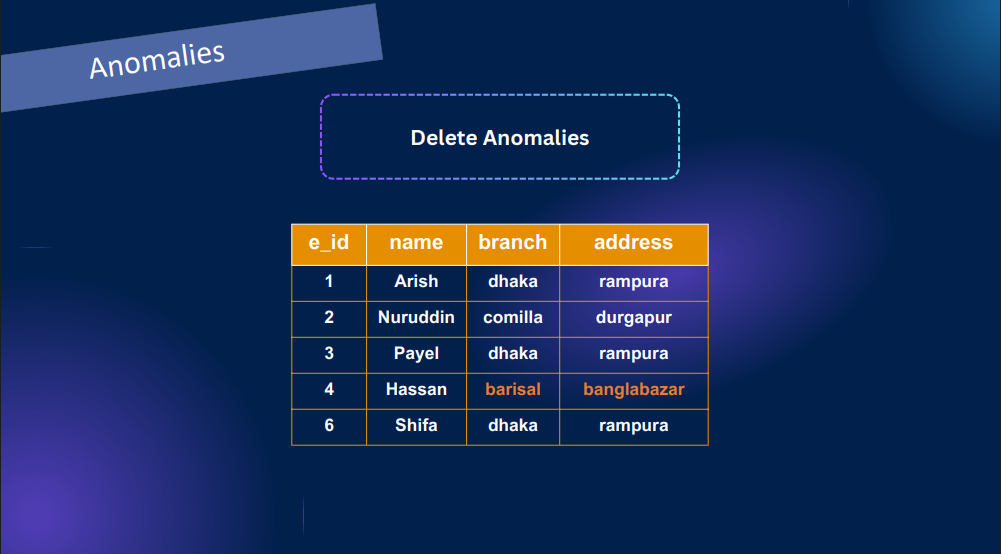 Anomalies
Delete Anomalies
e_id name branch address
1 Arish dhaka rampura
2 Nuruddin comilla durgapur
3 Payel dhaka rampura
4 Hassan barisal banglabazar
6 Shifa dhaka rampura